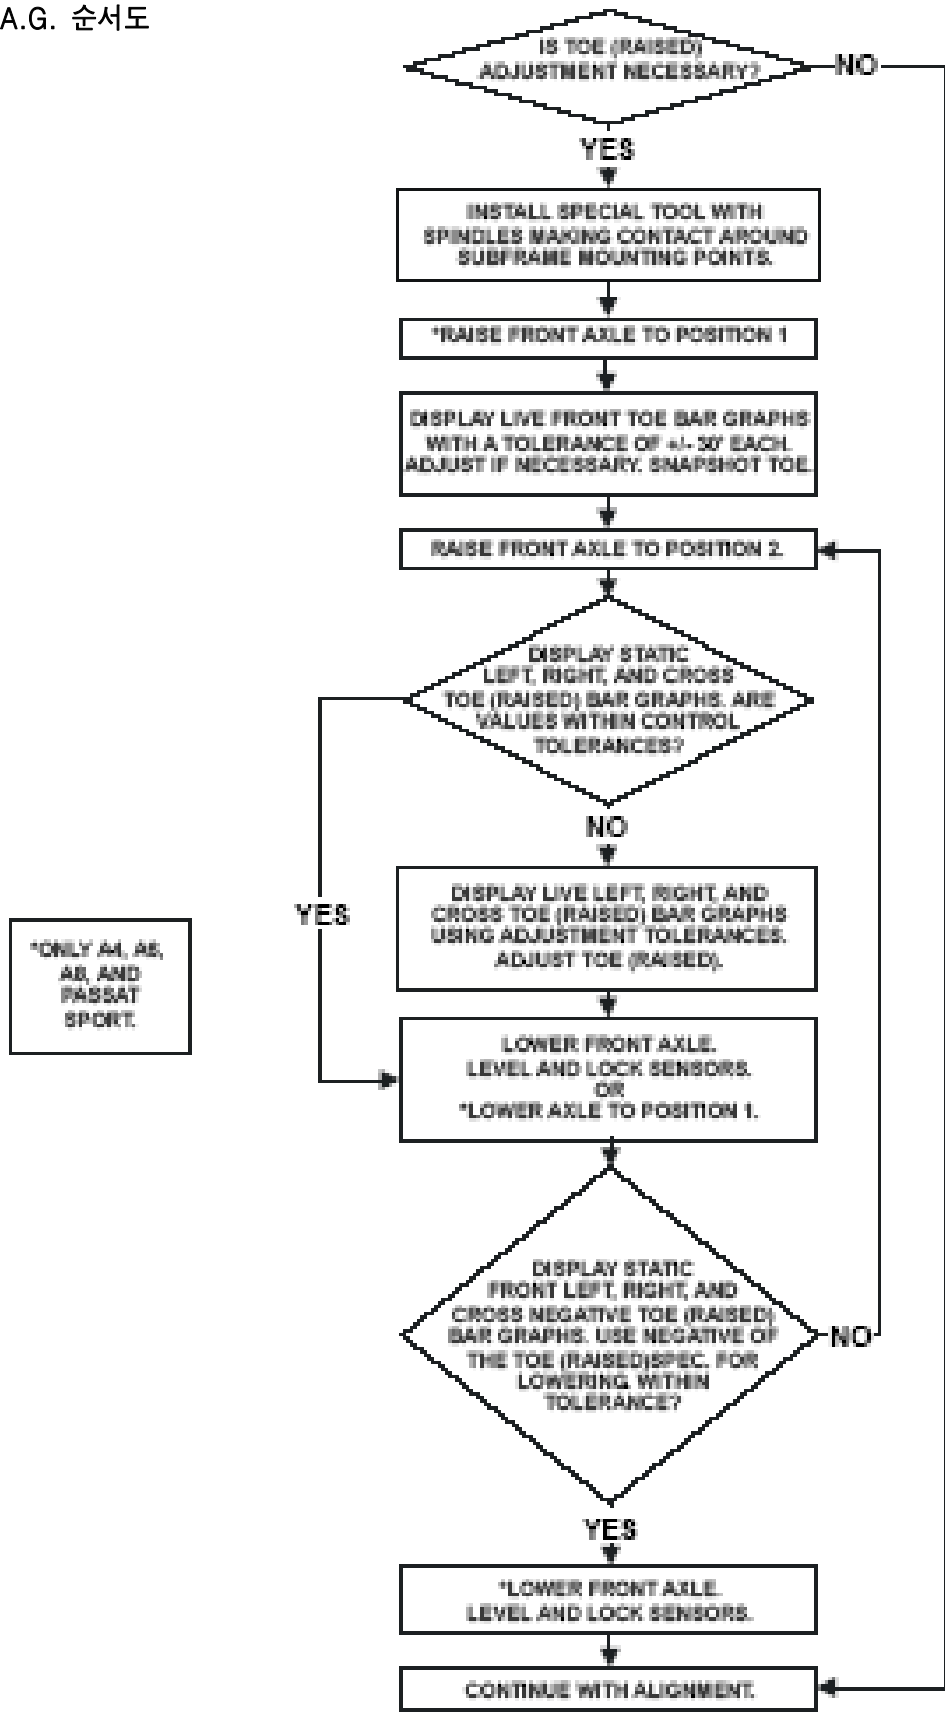 A.G. 순서도
IS TOE (RAISED)
ADJUSTMENT NECESSARY?
NO
YES
INSTALL SPECIAL TOOL WITH
SPINDLES MAKING CONTACT AROUND
SUBFRAME MOUNTING POINTS.
*RAISE FRONT AXLE TO POSITION 1
DISPLAY LIVE FRONT TOE BAR GRAPHS
WITH A TOLERANCE OF +/- EACH.
ADJUST IF NECESSARY. SNAPSHOT TOE.
RAISE FRONT AXLE TO POSITION 2.
DISPLAY STATIC
LEFT, RIGHT, AND CROSS
TOE (RAISED) BAR GRAPHS. ARE
VALUES WITHIN CONTROL
TOLERANCES?
NO
YES
DISPLAY LIVE LEFT, RIGHT, AND
CROSS TOE (RAISED) BAR GRAPHS
USING ADJUSTMENT TOLERANCES.
ADJUST TOE (RAISED).
*ONLY A4, A6,
A8, AND
PASSAT
SPORT.
LOWER FRONT AXLE.
LEVEL AND LOCK SENSORS.
OR
*LOWER AXLE TO POSITION 1.
DISPLAY STATIC
FRONT LEFT, RIGHT, AND
CROSS NEGATIVE TOE (RAISED)
BAR GRAPHS. USE NEGATIVE OF
THE TOE (RAISED)SPEC. FOR
LOWERING. WITHIN
TOLERANCE?
NO
YES
*LOWER FRONT AXLE.
LEVEL AND LOCK SENSORS.
CONTINUE WITH ALIGNMENT.